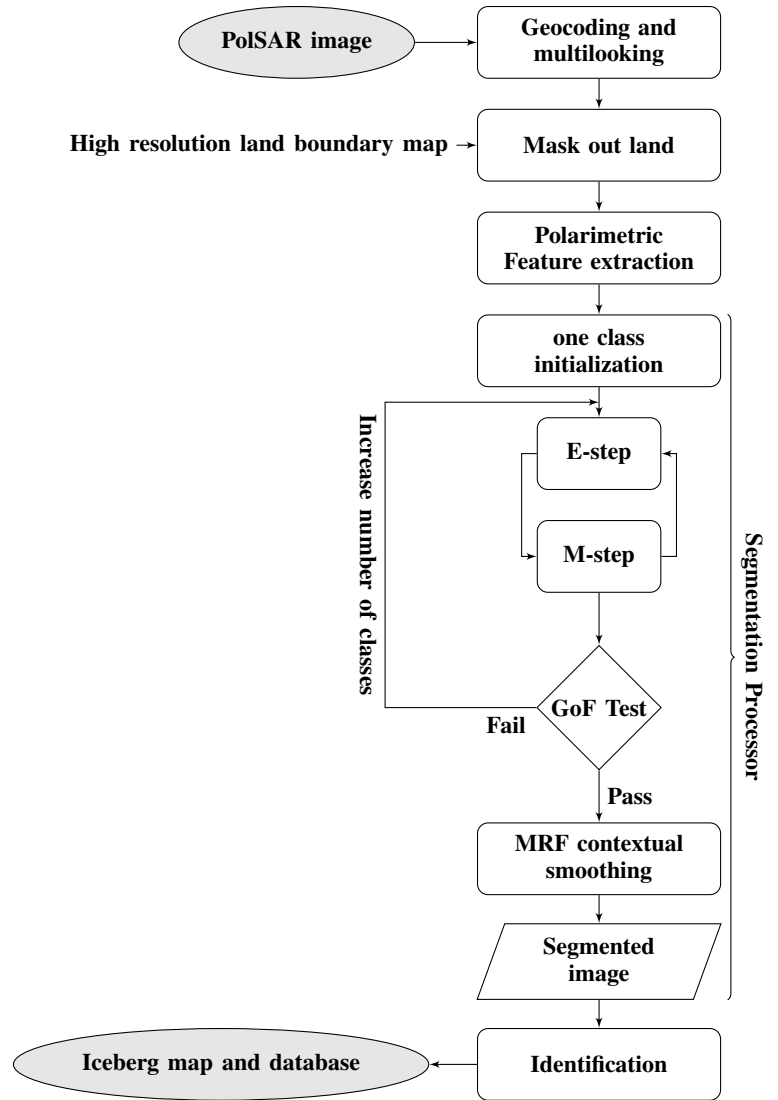 PolSAR image
Geocoding and
multilooking
High resolution land boundary map
Mask out land
Polarimetric
Feature extraction
one class
initialization
E-step
M-step
Increase number of classes
GoF Test
Fail
Pass
MRF contextual
smoothing
Segmented
image
Segmentation Processor
Identification
Iceberg map and database